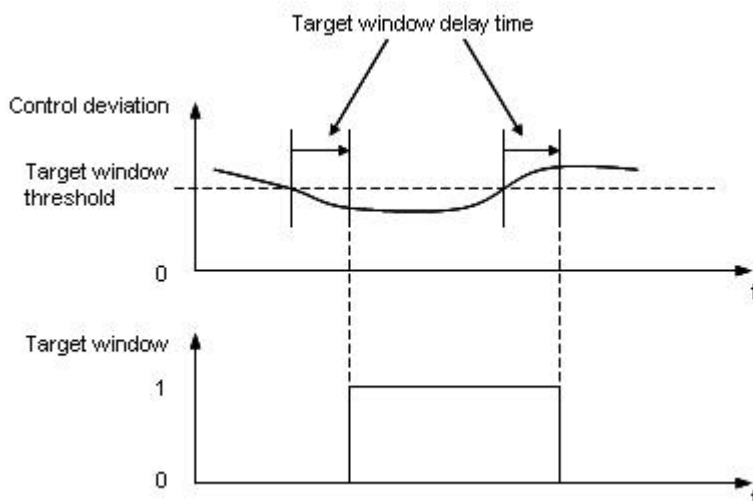 Target window delay time
Control deviation
Target window
threshold
0
t
Target window
1
0